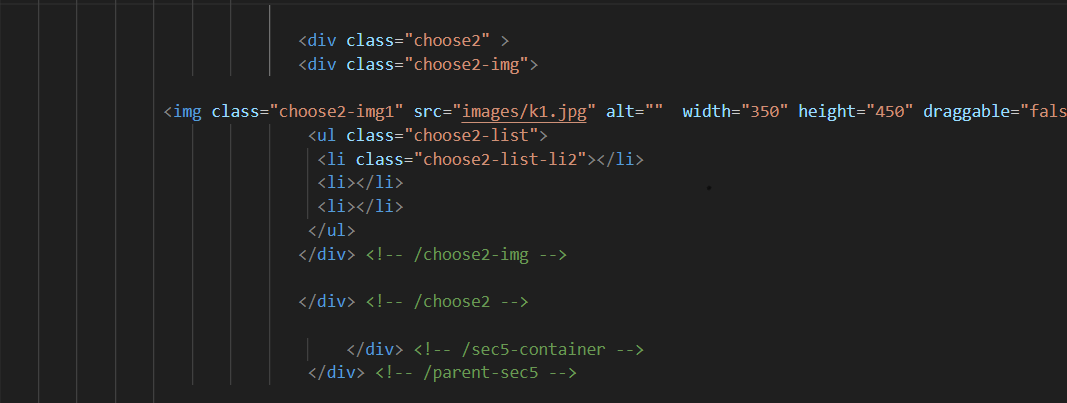 <div class="choose2" >
<div class="choose2-img">
<img class="choose2-img1" src="images/k1.jpg" alt=""  width="350" height="450" draggable="fals
<ul class="choose2-list">
<li class="choose2-list-li2"></li>
<li></li>
<li></li>
</ul>
</div> <!-- /choose2-img -->
</div> <!-- /choose2 -->
</div> <!-- /sec5-container -->
</div> <!-- /parent-sec5 -->